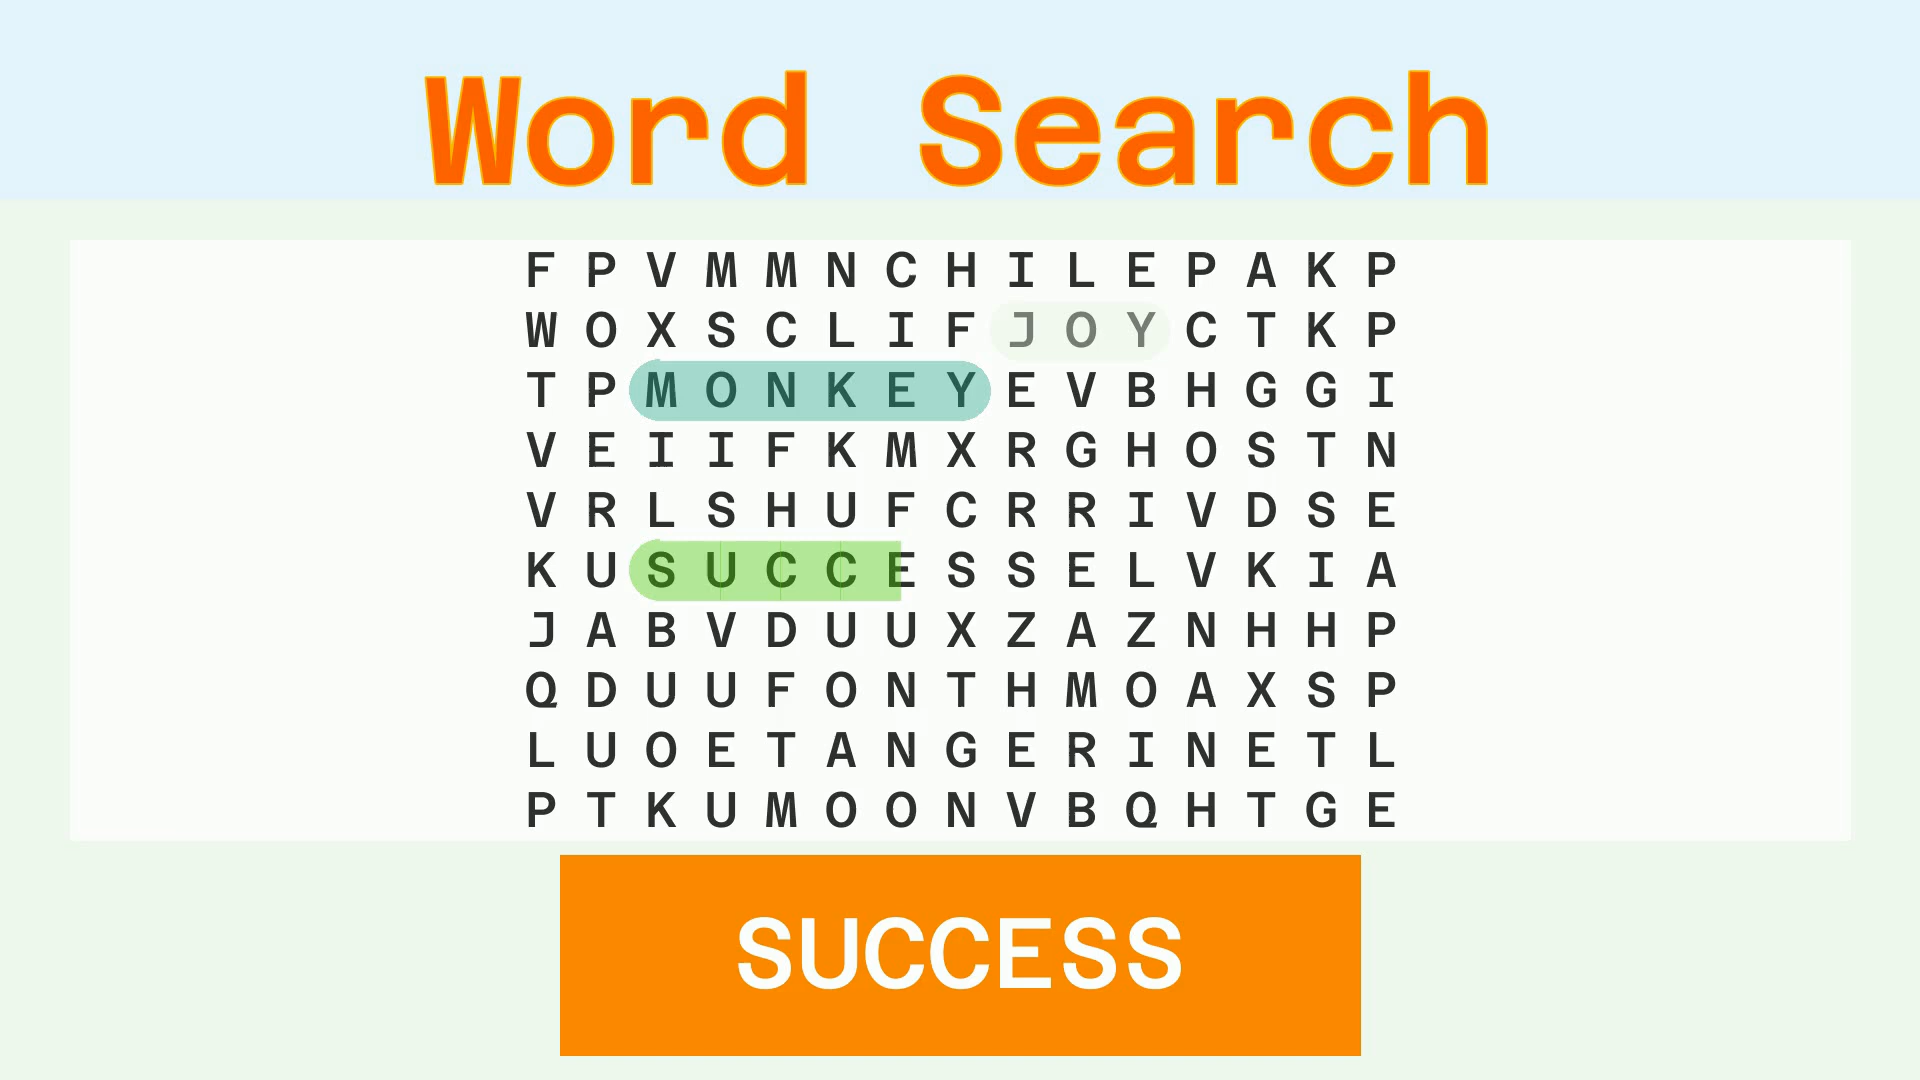 Word Search
F P V M M N C H I L E P A K P
W O X S C L I F J O Y C T K P
T P M O N K E Y E V B H G G I
V E I I F K M X R G H O S T N
V R L S H U F C R R I V D S E
K U S U C C E S S E L V K I A
J A B V D U U X Z A Z N H H P
Q D U U F O N T H M O A X S P
L U O E T A N G E R I N E T L
P T K U M O O N V B Q H T G E
SUCCESS